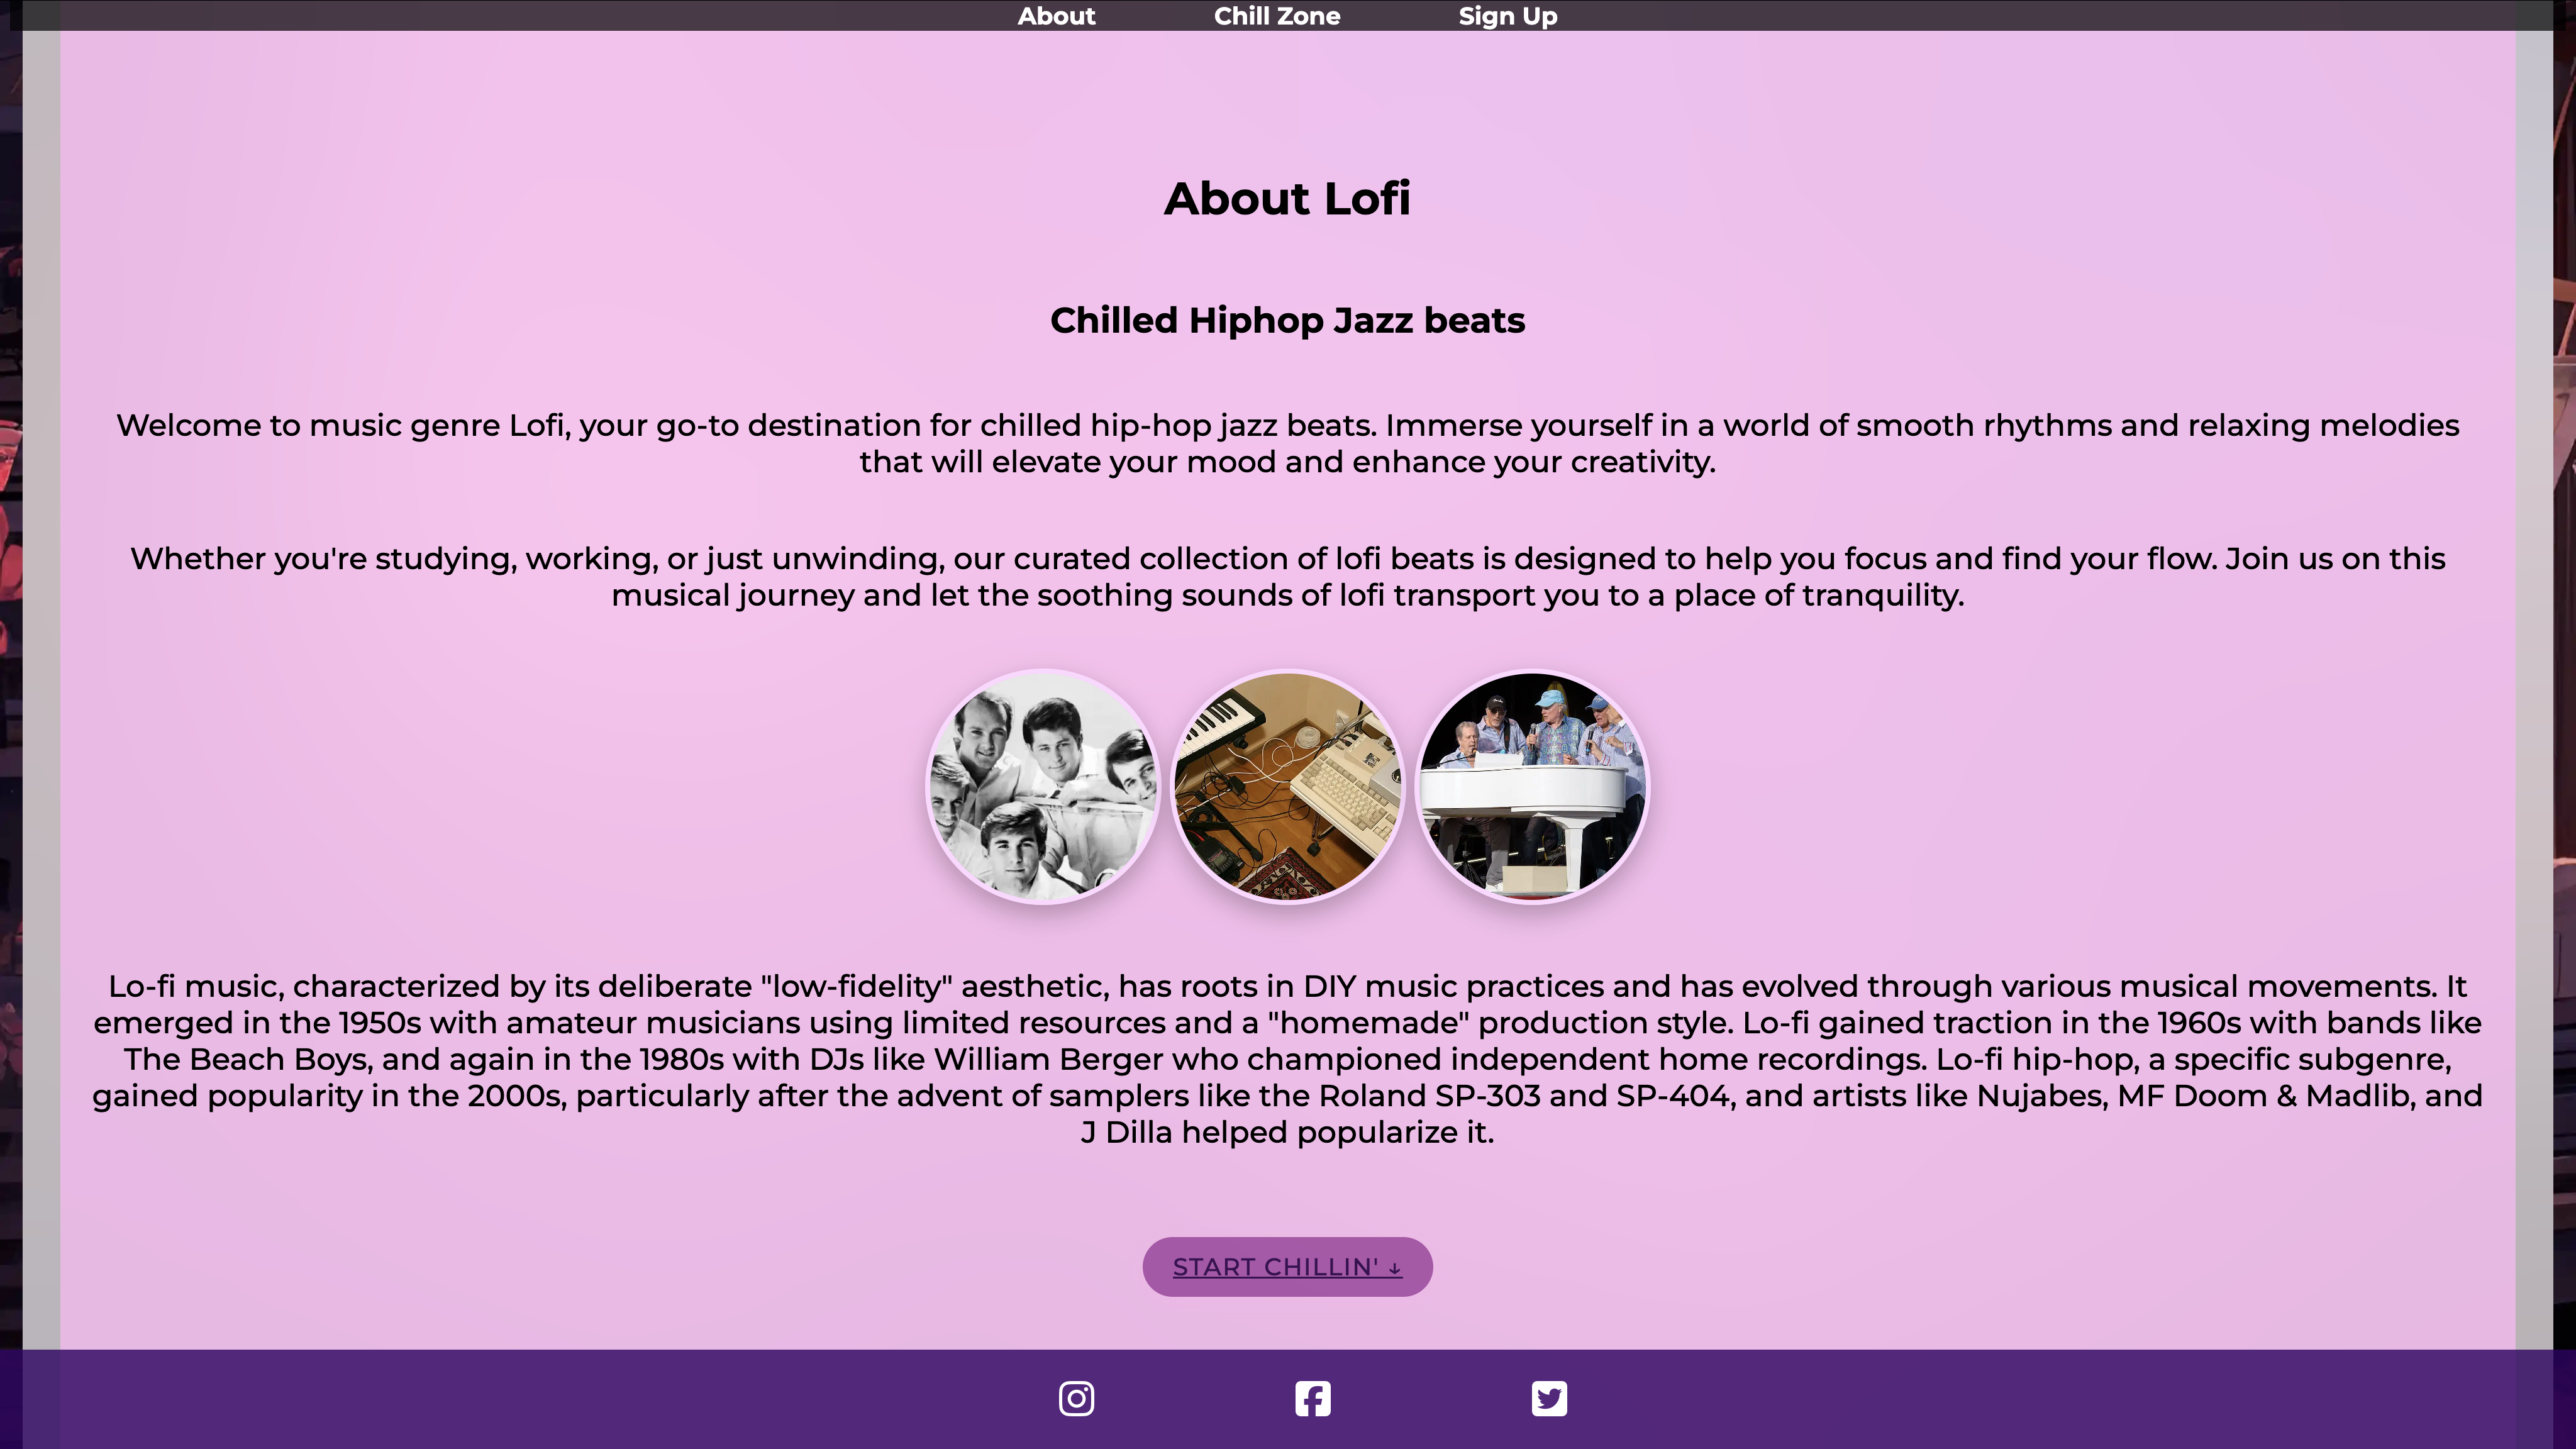 About
Chill Zone
Sign Up
About Lofi
Chilled Hiphop Jazz beats
Welcome to music genre Lofi, your go-to destination for chilled hip-hop jazz beats. Immerse yourself in a world of smooth rhythms and relaxing melodies
that will elevate your mood and enhance your creativity.
Whether you're studying, working, or just unwinding, our curated collection of lofi beats is designed to help you focus and find your flow. Join us on this
musical journey and let the soothing sounds of lofi transport you to a place of tranquility.
Lo-fi music, characterized by its deliberate "low-fidelity" aesthetic, has roots in DIY music practices and has evolved through various musical movements. It
emerged in the 1950s with amateur musicians using limited resources and a "homemade" production style. Lo-fi gained traction in the 1960s with bands like
The Beach Boys, and again in the 1980s with DJs like William Berger who championed independent home recordings. Lo-fi hip-hop, a specific subgenre,
gained popularity in the 2000s, particularly after the advent of samplers like the Roland SP-303 and SP-404, and artists like Nujabes, MF Doom & Madlib, and
J Dilla helped popularize it.
START CHILLIN' ↓